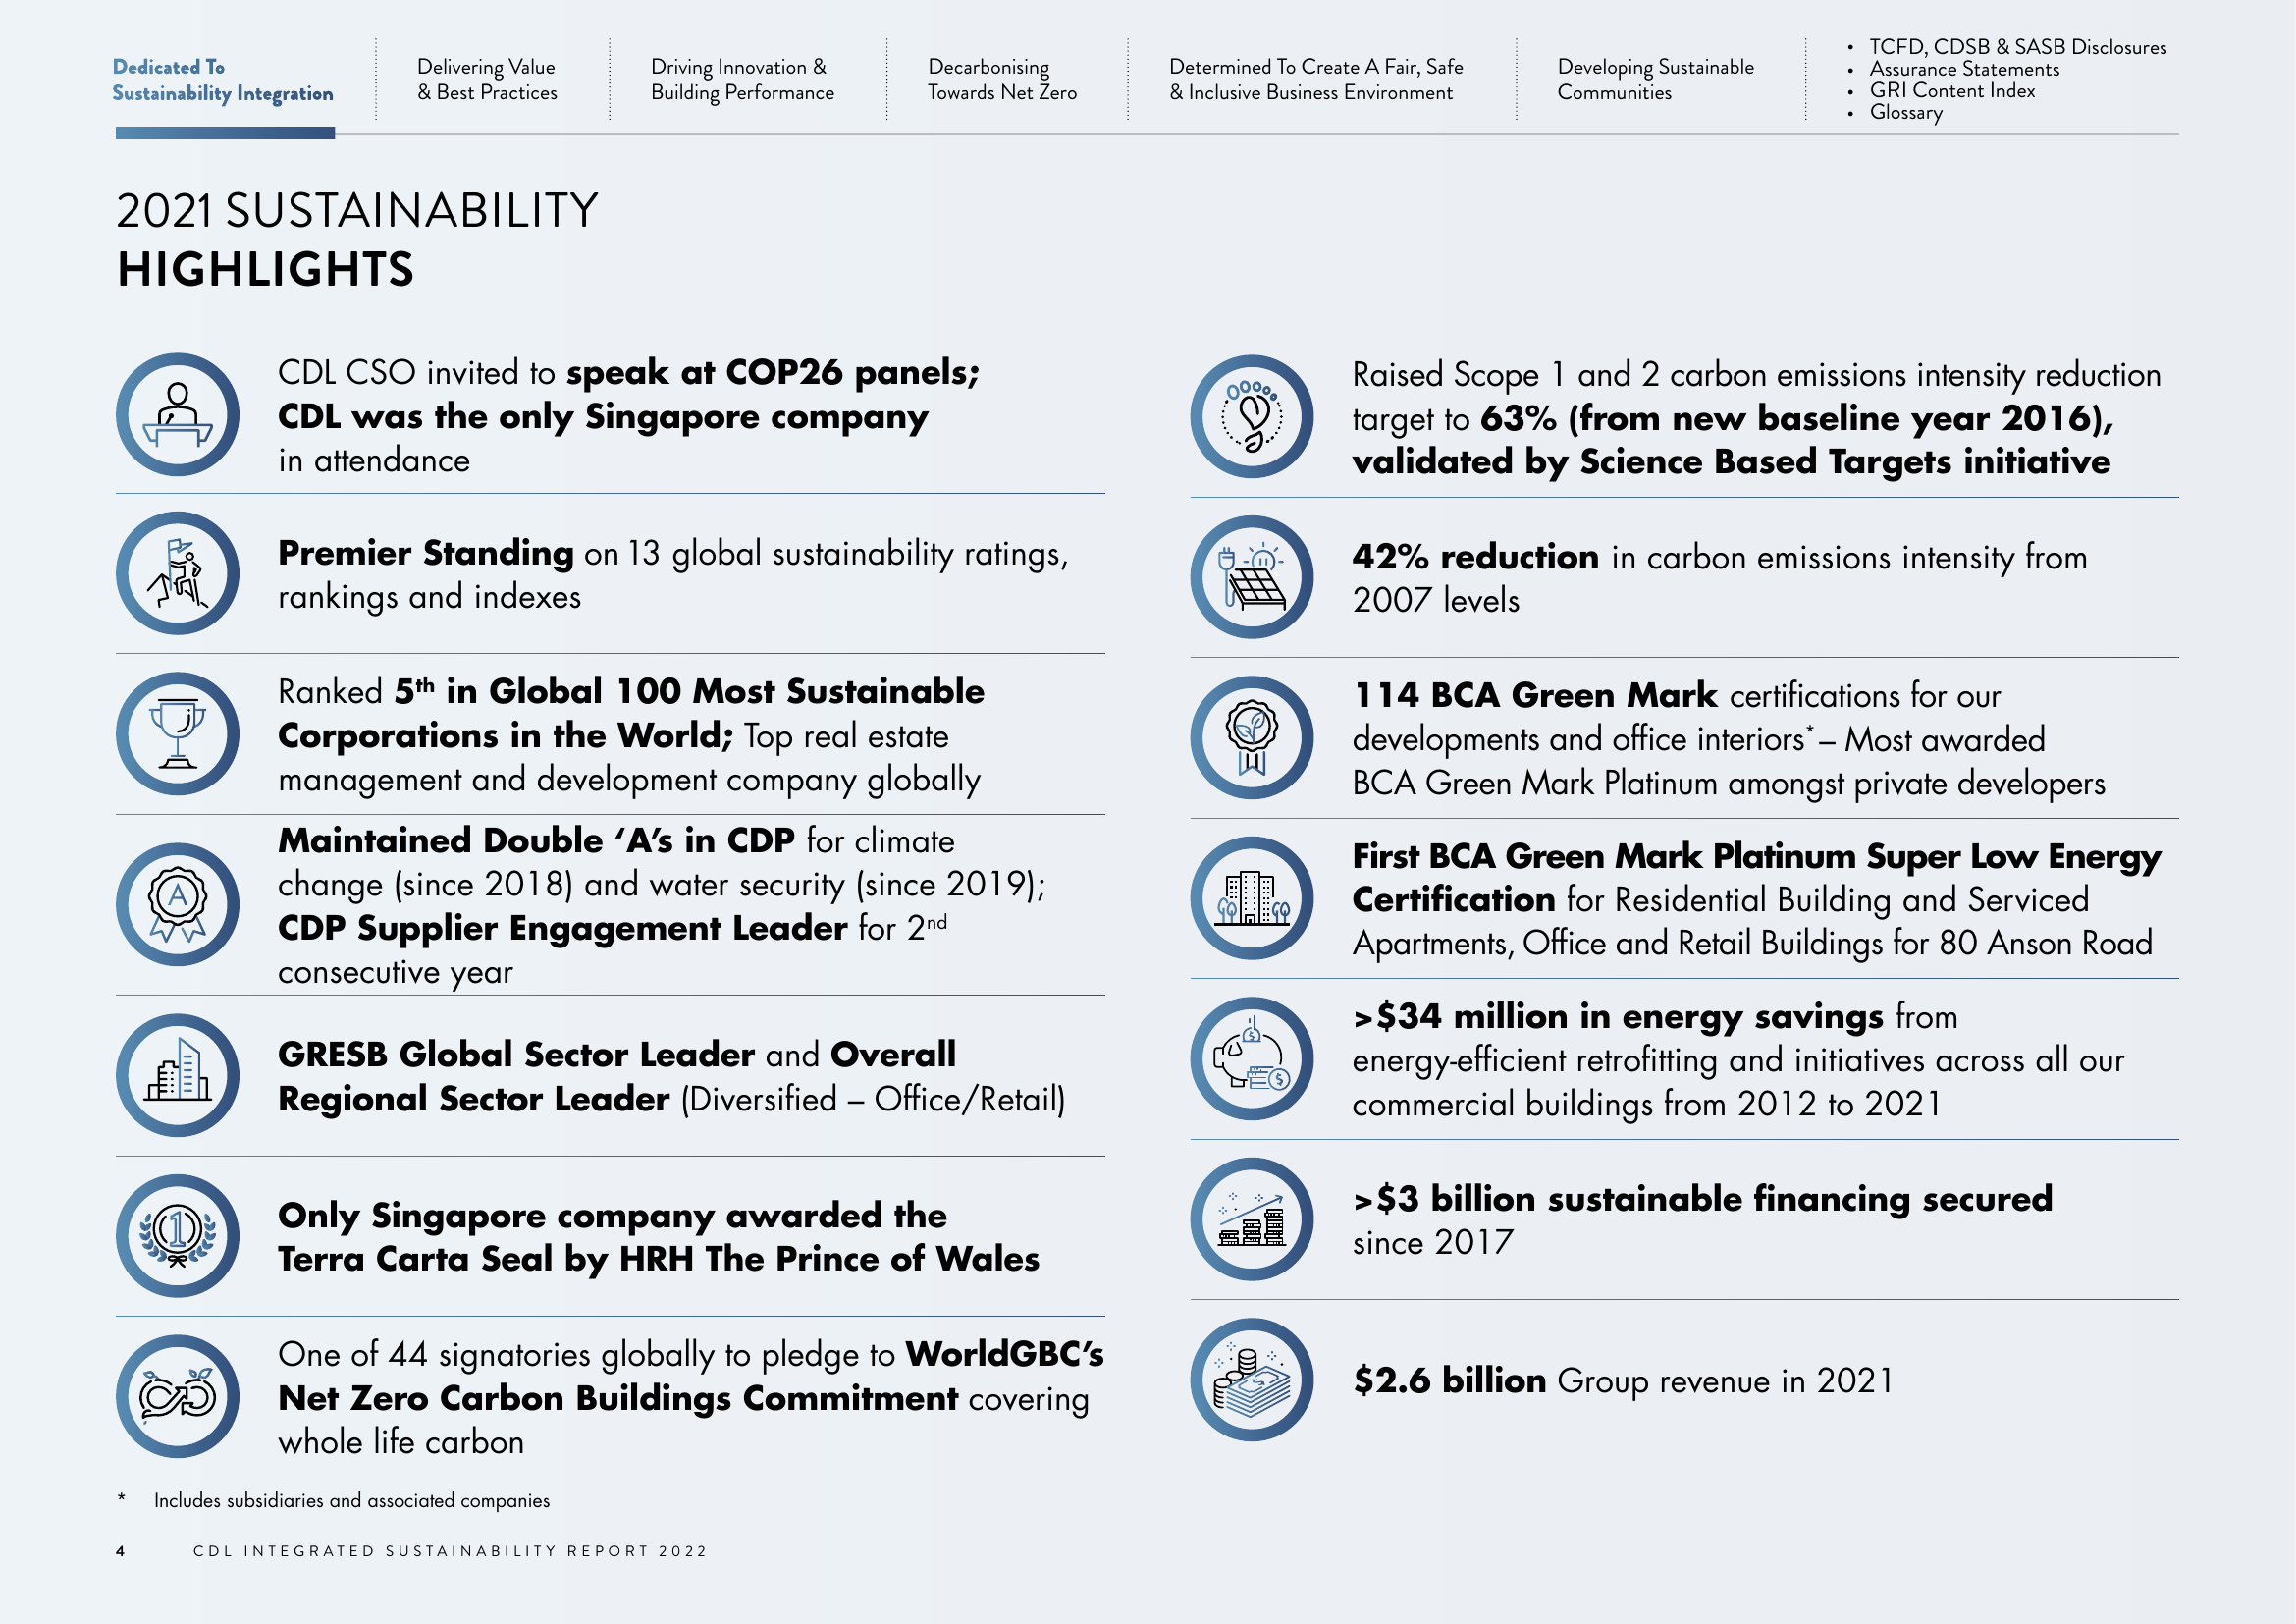 Dedicated To
Sustainability Integration
Delivering Value
& Best Practices
Driving Innovation &
Building Performance
Decarbonising
Towards Net Zero
Determined To Create A Fair, Safe
& Inclusive Business Environment
Developing Sustainable
Communities
• TCFD, CDSB & SASB Disclosures
• Assurance Statements
• GRI Content Index
• Glossary
2021 SUSTAINABILITY
HIGHLIGHTS
CDL CSO invited to speak at COP26 panels;
CDL was the only Singapore company
in attendance
Premier Standing on 13 global sustainability ratings,
rankings and indexes
Ranked 5th in Global 100 Most Sustainable
Corporations in the World; Top real estate
management and development company globally
A
Maintained Double ‘A’s in CDP for climate
change (since 2018) and water security (since 2019);
CDP Supplier Engagement Leader for 2nd
consecutive year
GRESB Global Sector Leader and Overall
Regional Sector Leader (Diversified – Office/Retail)
1
Only Singapore company awarded the
Terra Carta Seal by HRH The Prince of Wales
One of 44 signatories globally to pledge to WorldGBC’s
Net Zero Carbon Buildings Commitment covering
whole life carbon
Raised Scope 1 and 2 carbon emissions intensity reduction
target to 63% (from new baseline year 2016),
validated by Science Based Targets initiative
42% reduction in carbon emissions intensity from
2007 levels
114 BCA Green Mark certifications for our
developments and office interiors* – Most awarded
BCA Green Mark Platinum amongst private developers
First BCA Green Mark Platinum Super Low Energy
Certification for Residential Building and Serviced
Apartments, Office and Retail Buildings for 80 Anson Road
>$34 million in energy savings from
energy-efficient retrofitting and initiatives across all our
commercial buildings from 2012 to 2021
>$3 billion sustainable financing secured
since 2017
$2.6 billion Group revenue in 2021
* Includes subsidiaries and associated companies
4 CDL INTEGRATED SUSTAINABILITY REPORT 2022